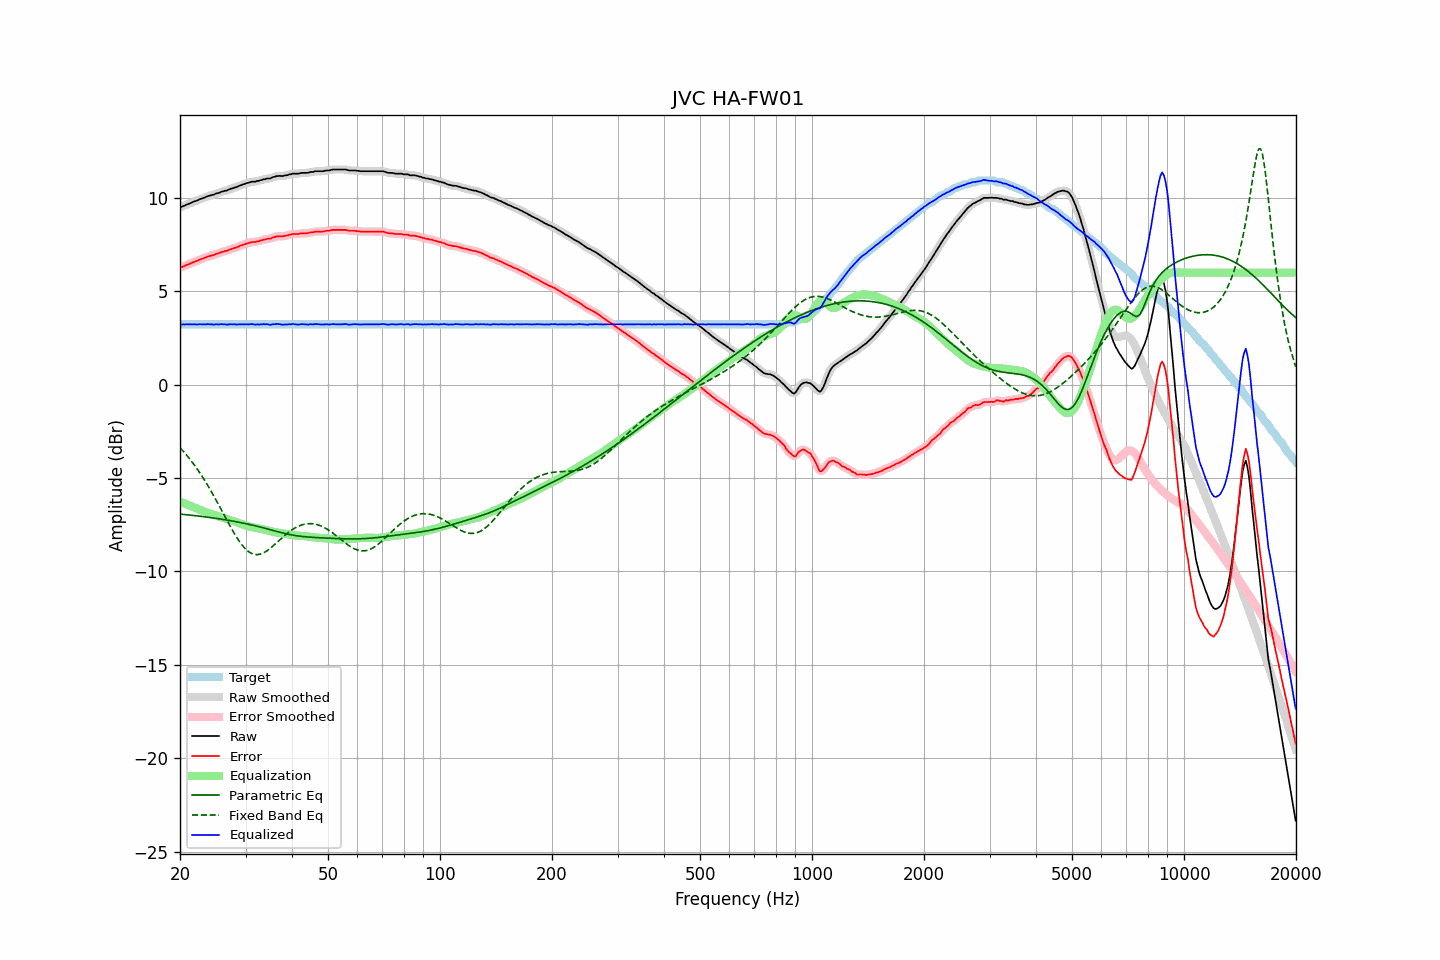 JVC HA-FW01
10
5
0
−5
−10
−15
−20
−25
Amplitude (dBr)
20
50
100
200
500
1000
2000
5000
10000
20000
Frequency (Hz)
Target
Raw Smoothed
Error Smoothed
Raw
Error
Equalization
Parametric Eq
Fixed Band Eq
Equalized